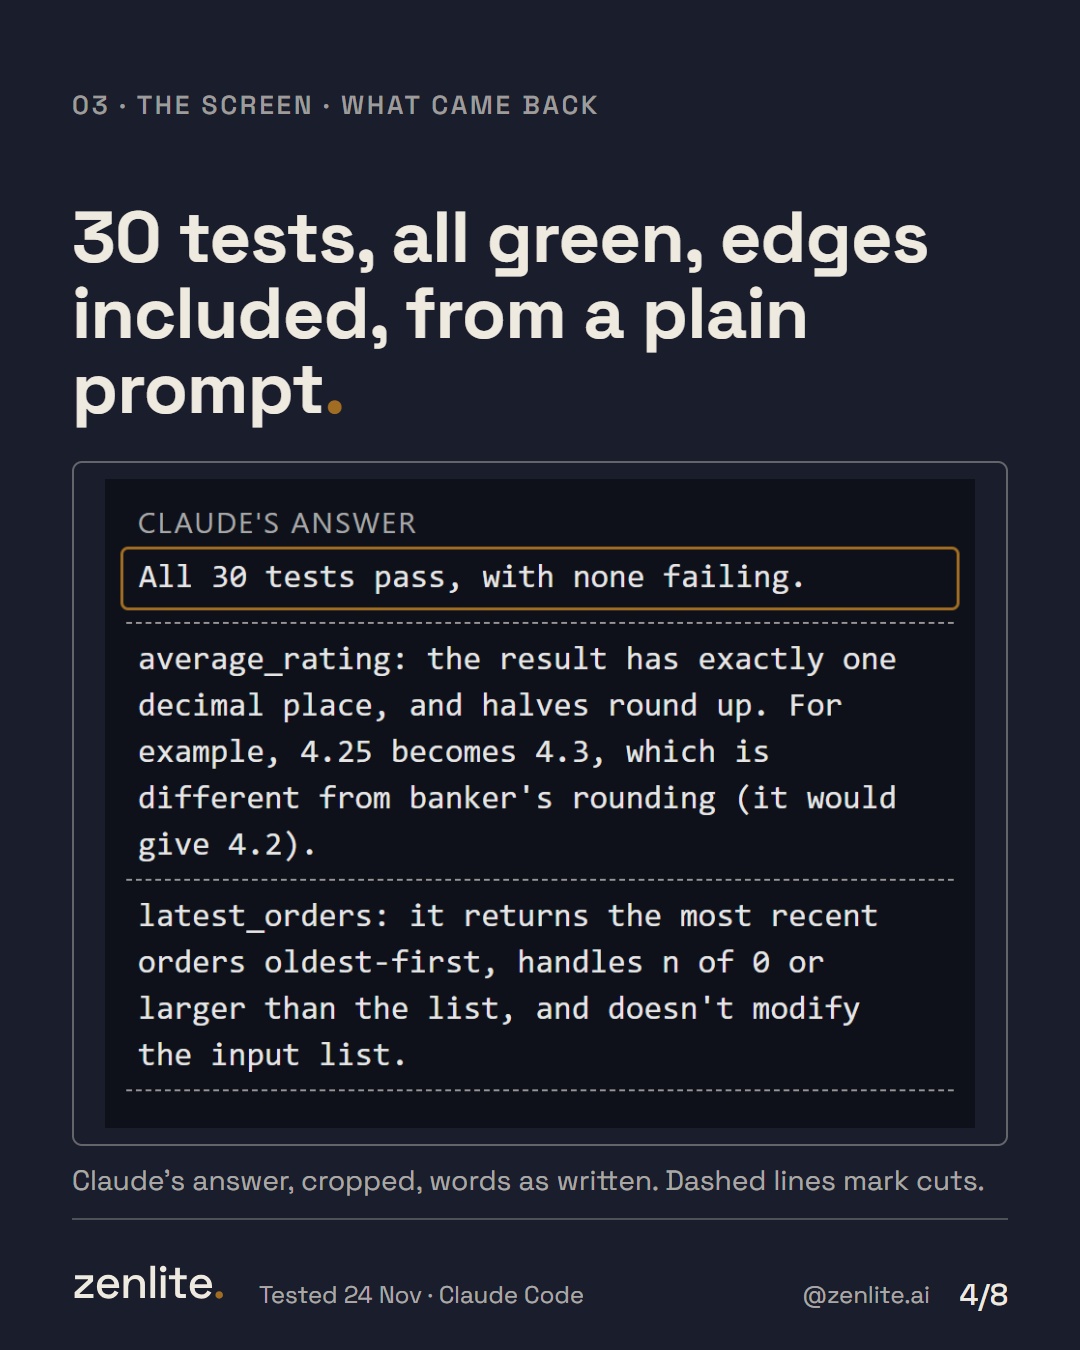 03 · THE SCREEN · WHAT CAME BACK
30 tests, all green, edges
included, from a plain
prompt.
CLAUDE'S ANSWER
All 30 tests pass, with none failing.
average_rating: the result has exactly one
decimal place, and halves round up. For
example, 4.25 becomes 4.3, which is
different from banker's rounding (it would
give 4.2).
latest_orders: it returns the most recent
orders oldest-first, handles n of 0 or
larger than the list, and doesn't modify
the input list.
Claude’s answer, cropped, words as written. Dashed lines mark cuts.
zenlite. Tested 24 Nov · Claude Code @zenlite.ai 4/8